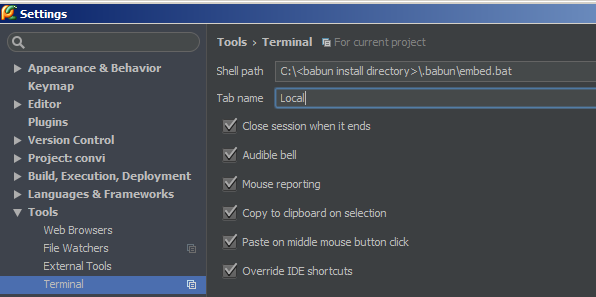 Settings
Appearance & Behavior
Keymap
Editor
Plugins
Version Control
Project: convi
Build, Execution, Deployment
Languages & Frameworks
Tools
Web Browsers
File Watchers
External Tools
Terminal
Tools › Terminal For current project
Shell path C:\<babun install directory>\.babun\embed.bat
Tab name Local
Close session when it ends
Audible bell
Mouse reporting
Copy to clipboard on selection
Paste on middle mouse button click
Override IDE shortcuts